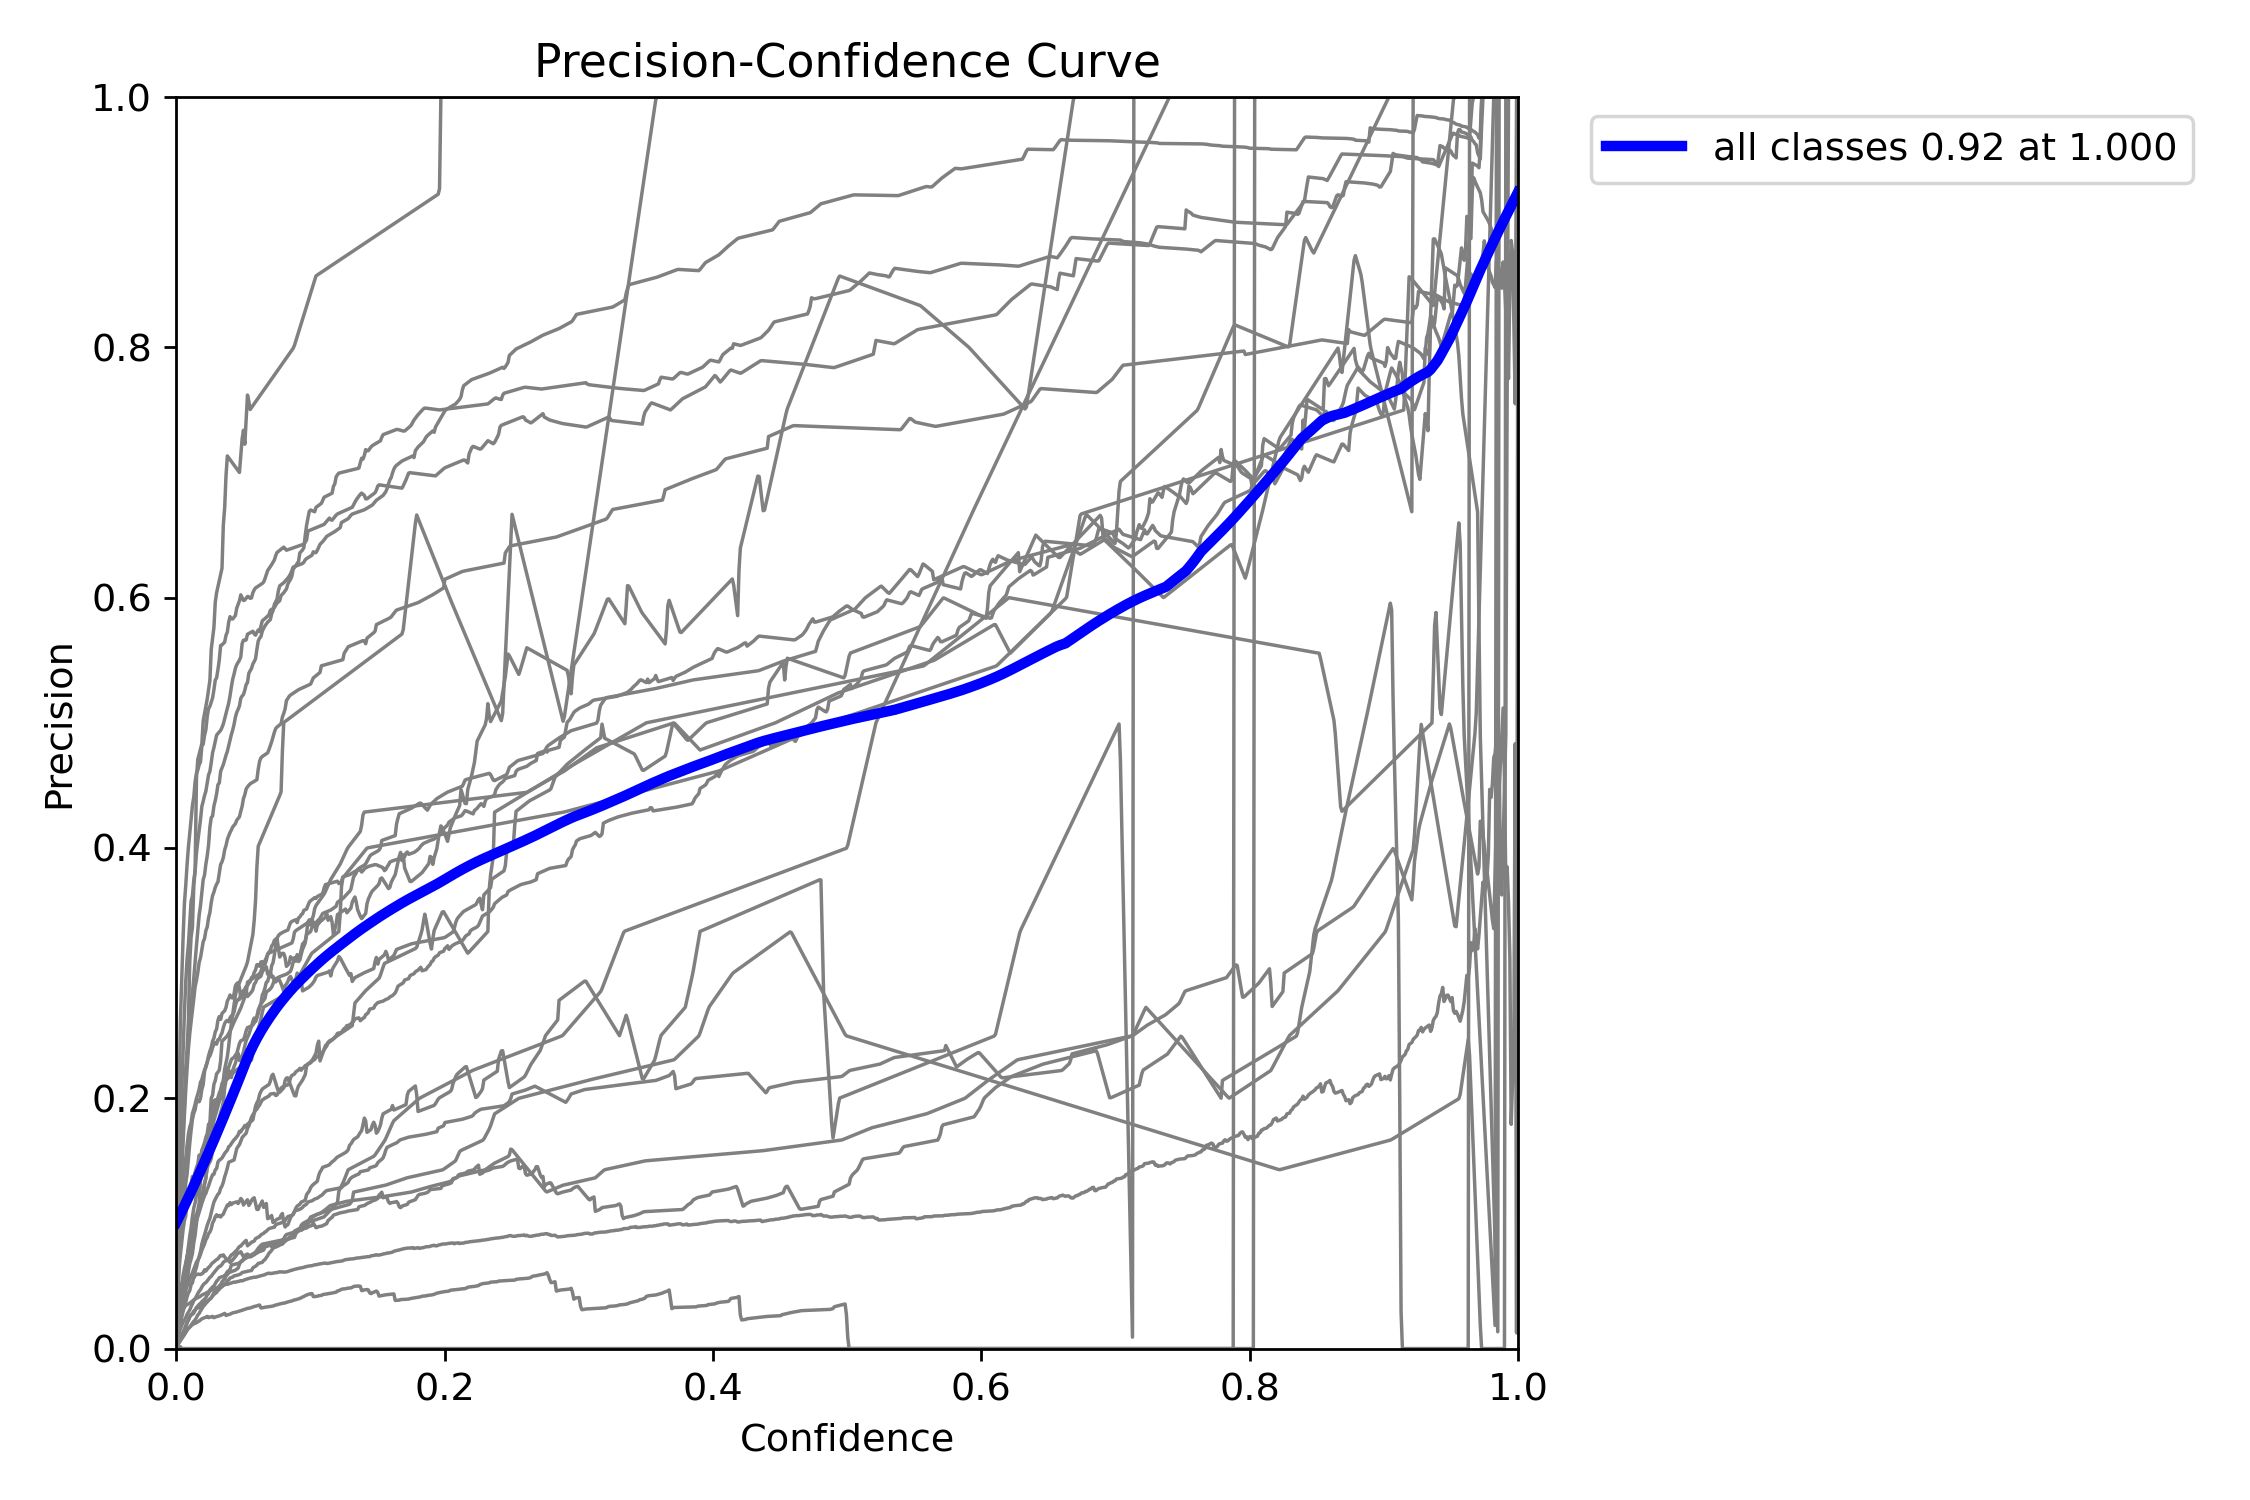 Precision-Confidence Curve
all classes 0.92 at 1.000
Precision
1.0
0.8
0.6
0.4
0.2
0.0
0.0 0.2 0.4 0.6 0.8 1.0
Confidence